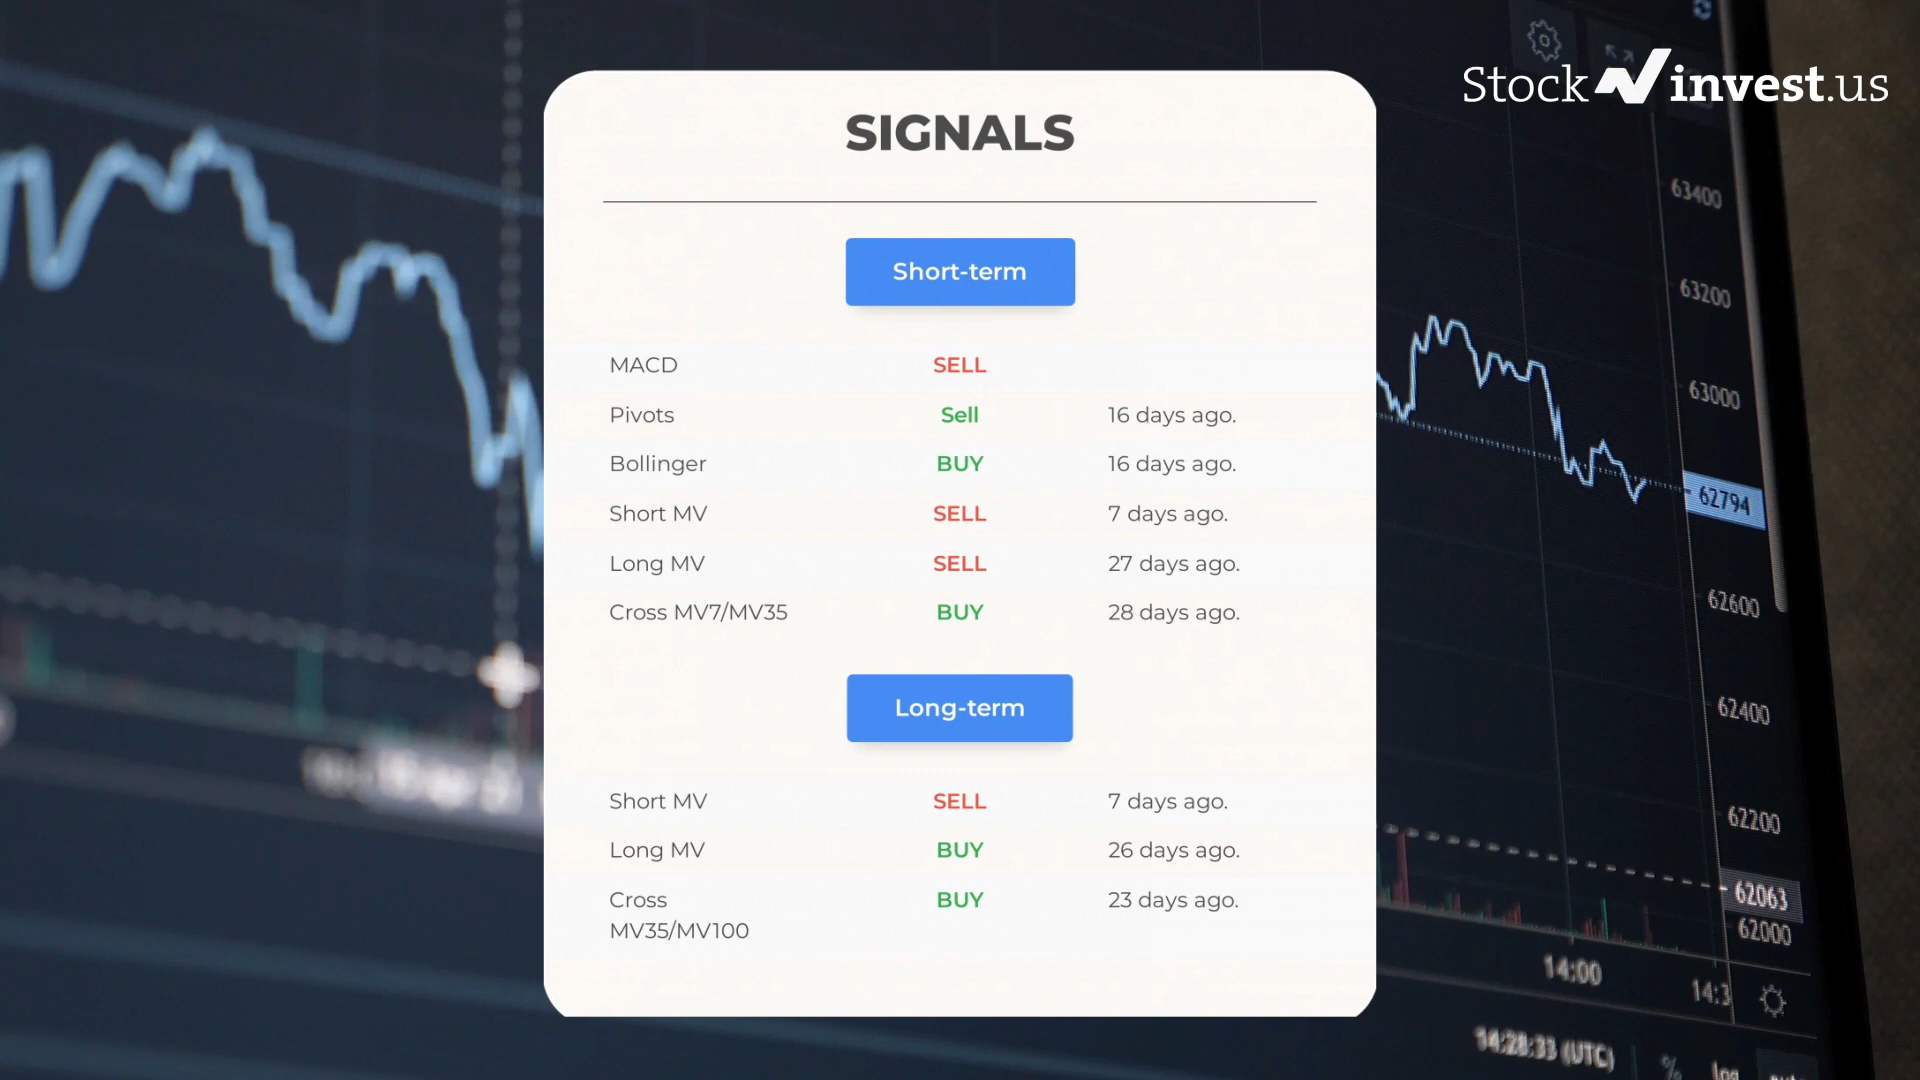 Stock invest.us
SIGNALS
Short-term
MACD SELL
Pivots Sell 16 days ago.
Bollinger BUY 16 days ago.
Short MV SELL 7 days ago.
Long MV SELL 27 days ago.
Cross MV7/MV35 BUY 28 days ago.
Long-term
Short MV SELL 7 days ago.
Long MV BUY 26 days ago.
Cross BUY 23 days ago.
MV35/MV100
63400
63200
63000
62794
62600
62400
62200
62063
62000
14:00
14:3
14:28:33 (UTC)
%
log